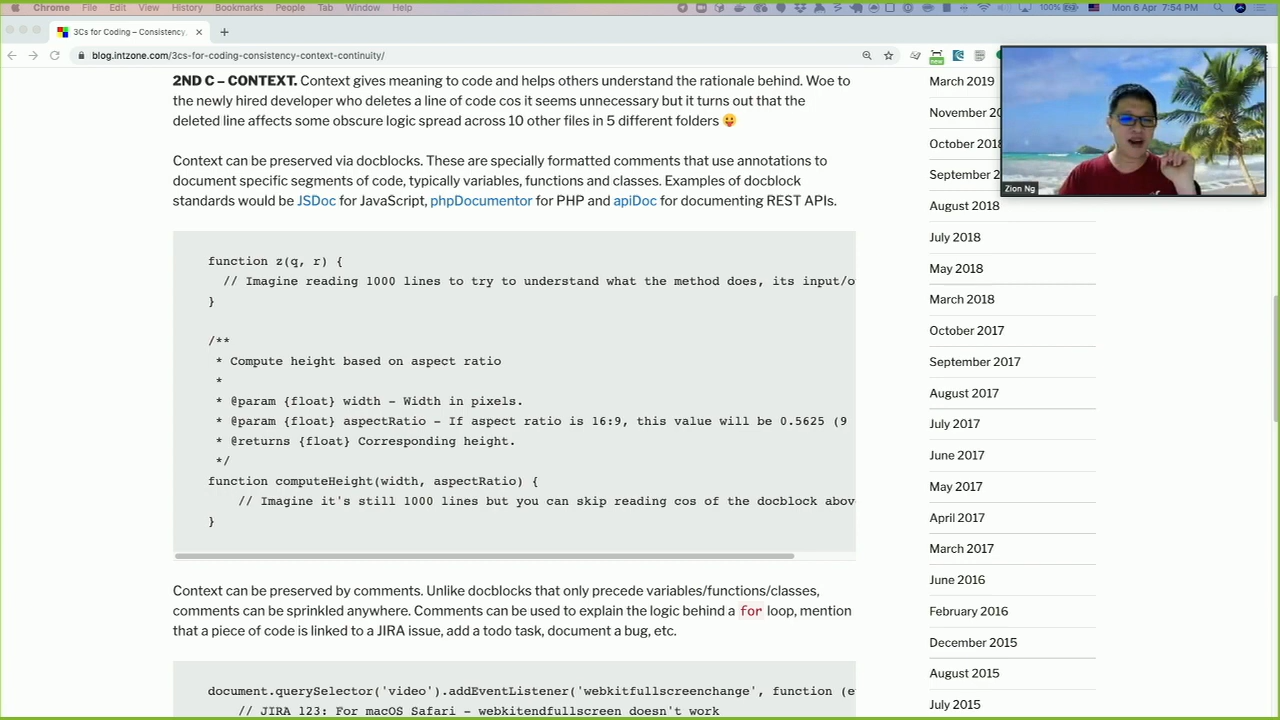 Chrome File Edit View History Bookmarks People Tab Window Help 100% Mon 6 Apr 7:54 PM
3Cs for Coding – Consistency,
blog.intzone.com/3cs-for-coding-consistency-context-continuity/
new
2ND C – CONTEXT. Context gives meaning to code and helps others understand the rationale behind. Woe to
the newly hired developer who deletes a line of code cos it seems unnecessary but it turns out that the
deleted line affects some obscure logic spread across 10 other files in 5 different folders 😛
Context can be preserved via docblocks. These are specially formatted comments that use annotations to
document specific segments of code, typically variables, functions and classes. Examples of docblock
standards would be JSDoc for JavaScript, phpDocumentor for PHP and apiDoc for documenting REST APIs.
function z(q, r) {
// Imagine reading 1000 lines to try to understand what the method does, its input/o
}
/**
* Compute height based on aspect ratio
*
* @param {float} width - Width in pixels.
* @param {float} aspectRatio - If aspect ratio is 16:9, this value will be 0.5625 (9
* @returns {float} Corresponding height.
*/
function computeHeight(width, aspectRatio) {
// Imagine it's still 1000 lines but you can skip reading cos of the docblock abov
}
Context can be preserved by comments. Unlike docblocks that only precede variables/functions/classes,
comments can be sprinkled anywhere. Comments can be used to explain the logic behind a for loop, mention
that a piece of code is linked to a JIRA issue, add a todo task, document a bug, etc.
document.querySelector('video').addEventListener('webkitfullscreenchange', function (e
// JIRA 123: For macOS Safari - webkitendfullscreen doesn't work
March 2019
November 20
October 2018
September 2
August 2018
July 2018
May 2018
March 2018
October 2017
September 2017
August 2017
July 2017
June 2017
May 2017
April 2017
March 2017
June 2016
February 2016
December 2015
August 2015
July 2015
Zion Ng